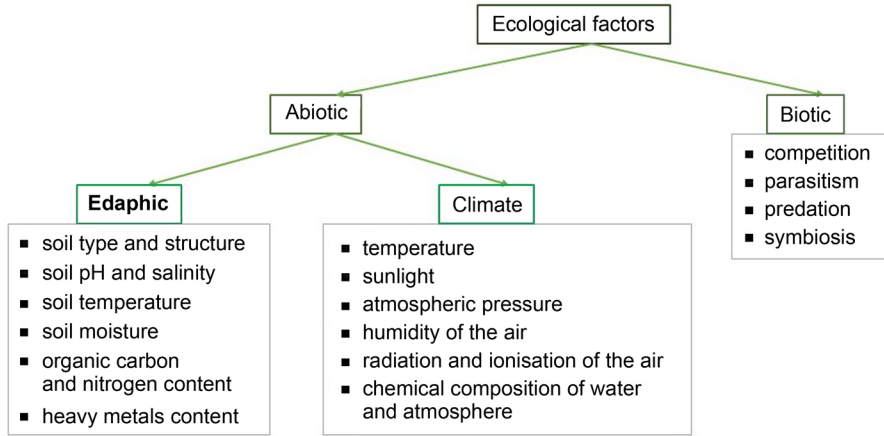 Ecological factors
Abiotic
Biotic
competition
parasitism
predation
symbiosis
Edaphic
soil type and structure
soil pH and salinity
soil temperature
soil moisture
organic carbon
and nitrogen content
heavy metals content
Climate
temperature
sunlight
atmospheric pressure
humidity of the air
radiation and ionisation of the air
chemical composition of water
and atmosphere